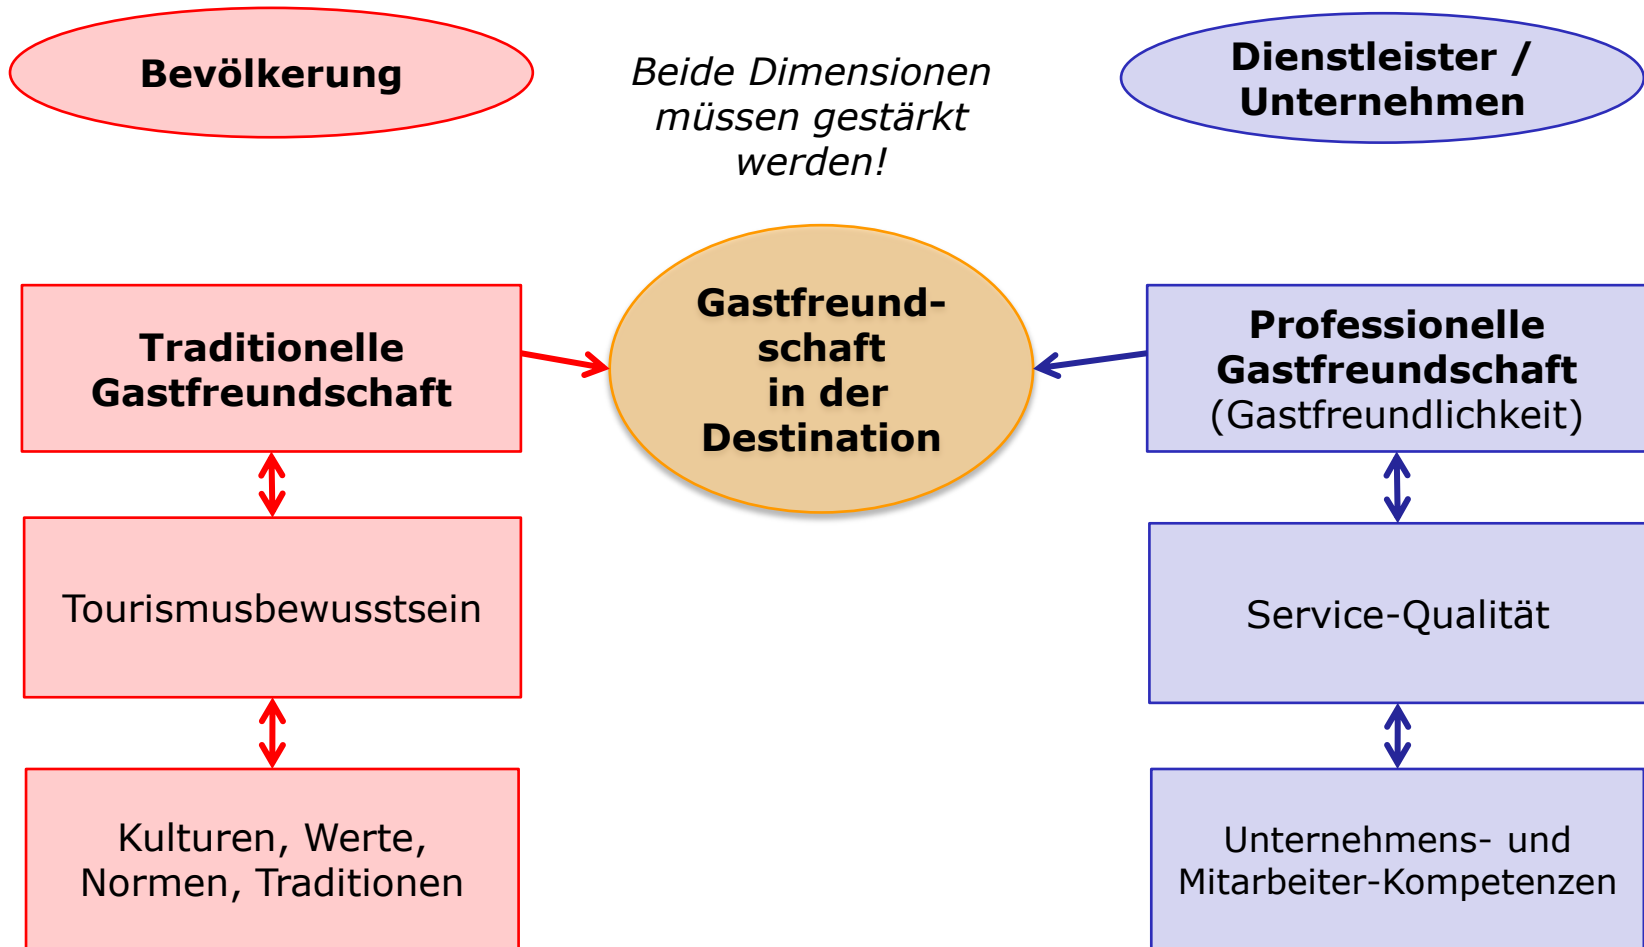 Bevölkerung
Beide Dimensionen
müssen gestärkt
werden!
Dienstleister /
Unternehmen
Traditionelle
Gastfreundschaft
Gastfreund-
schaft
in der
Destination
Professionelle
Gastfreundschaft
(Gastfreundlichkeit)
Tourismusbewusstsein
Service-Qualität
Kulturen, Werte,
Normen, Traditionen
Unternehmens- und
Mitarbeiter-Kompetenzen